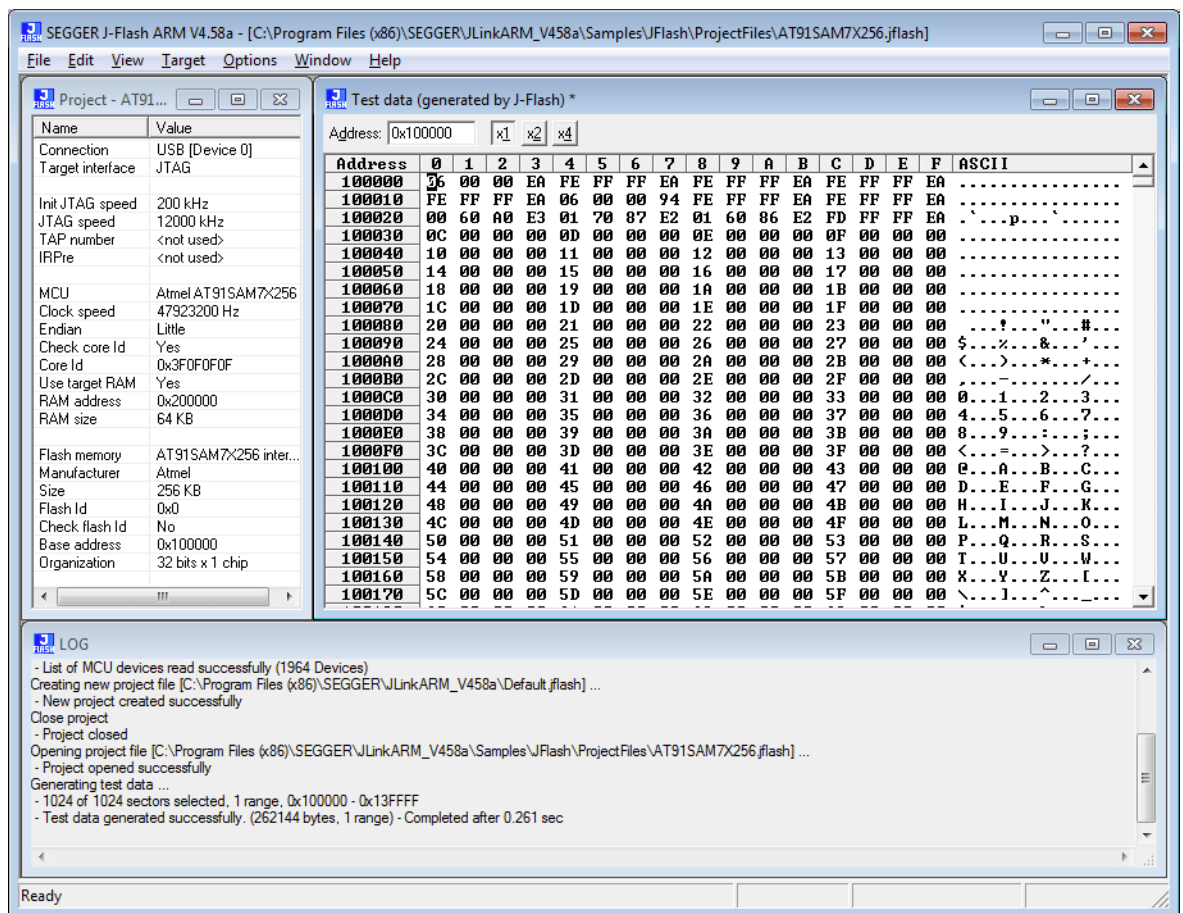 SEGGER J-Flash ARM V4.58a - [C:\Program Files (x86)\SEGGER\JLinkARM_V458a\Samples\JFlash\ProjectFiles\AT91SAM7X256.jflash]
File Edit View Target Options Window Help
Project - AT91...
Name Value
Connection USB [Device 0]
Target interface JTAG
Init JTAG speed 200 kHz
JTAG speed 12000 kHz
TAP number <not used>
IRPre <not used>
MCU Atmel AT91SAM7X256
Clock speed 47923200 Hz
Endian Little
Check core Id Yes
Core Id 0x3F0F0F0F
Use target RAM Yes
RAM address 0x200000
RAM size 64 KB
Flash memory AT91SAM7X256 inter...
Manufacturer Atmel
Size 256 KB
Flash Id 0x0
Check flash Id No
Base address 0x100000
Organization 32 bits x 1 chip
Test data (generated by J-Flash) *
Address: 0x100000 x1 x2 x4
Address 0 1 2 3 4 5 6 7 8 9 A B C D E F ASCII
100000 06 00 00 EA FE FF FF EA FE FF FF EA FE FF FF EA ................
100010 FE FF FF EA 06 00 00 94 FE FF FF EA FE FF FF EA ................
100020 00 60 A0 E3 01 70 87 E2 01 60 86 E2 FD FF FF EA .`...p...`......
100030 0C 00 00 00 0D 00 00 00 0E 00 00 00 0F 00 00 00 ................
100040 10 00 00 00 11 00 00 00 12 00 00 00 13 00 00 00 ................
100050 14 00 00 00 15 00 00 00 16 00 00 00 17 00 00 00 ................
100060 18 00 00 00 19 00 00 00 1A 00 00 00 1B 00 00 00 ................
100070 1C 00 00 00 1D 00 00 00 1E 00 00 00 1F 00 00 00 ................
100080 20 00 00 00 21 00 00 00 22 00 00 00 23 00 00 00  ...!..."...#...
100090 24 00 00 00 25 00 00 00 26 00 00 00 27 00 00 00 $...%...&...'...
1000A0 28 00 00 00 29 00 00 00 2A 00 00 00 2B 00 00 00 (...)...*...+...
1000B0 2C 00 00 00 2D 00 00 00 2E 00 00 00 2F 00 00 00 ,...-......./...
1000C0 30 00 00 00 31 00 00 00 32 00 00 00 33 00 00 00 0...1...2...3...
1000D0 34 00 00 00 35 00 00 00 36 00 00 00 37 00 00 00 4...5...6...7...
1000E0 38 00 00 00 39 00 00 00 3A 00 00 00 3B 00 00 00 8...9...:...;...
1000F0 3C 00 00 00 3D 00 00 00 3E 00 00 00 3F 00 00 00 <...=...>...?...
100100 40 00 00 00 41 00 00 00 42 00 00 00 43 00 00 00 @...A...B...C...
100110 44 00 00 00 45 00 00 00 46 00 00 00 47 00 00 00 D...E...F...G...
100120 48 00 00 00 49 00 00 00 4A 00 00 00 4B 00 00 00 H...I...J...K...
100130 4C 00 00 00 4D 00 00 00 4E 00 00 00 4F 00 00 00 L...M...N...O...
100140 50 00 00 00 51 00 00 00 52 00 00 00 53 00 00 00 P...Q...R...S...
100150 54 00 00 00 55 00 00 00 56 00 00 00 57 00 00 00 T...U...V...W...
100160 58 00 00 00 59 00 00 00 5A 00 00 00 5B 00 00 00 X...Y...Z...[...
100170 5C 00 00 00 5D 00 00 00 5E 00 00 00 5F 00 00 00 \...]...^..._...
LOG
- List of MCU devices read successfully (1964 Devices)
Creating new project file [C:\Program Files (x86)\SEGGER\JLinkARM_V458a\Default.jflash] ...
- New project created successfully
Close project
- Project closed
Opening project file [C:\Program Files (x86)\SEGGER\JLinkARM_V458a\Samples\JFlash\ProjectFiles\AT91SAM7X256.jflash] ...
- Project opened successfully
Generating test data ...
- 1024 of 1024 sectors selected, 1 range, 0x100000 - 0x13FFFF
- Test data generated successfully. (262144 bytes, 1 range) - Completed after 0.261 sec
Ready